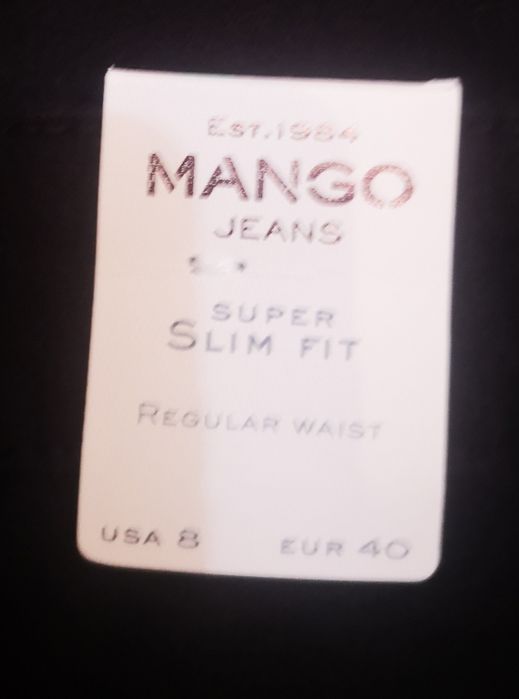 Est.1984
MANGO
JEANS
SUPER
SLIM FIT
REGULAR WAIST
USA 8 EUR 40